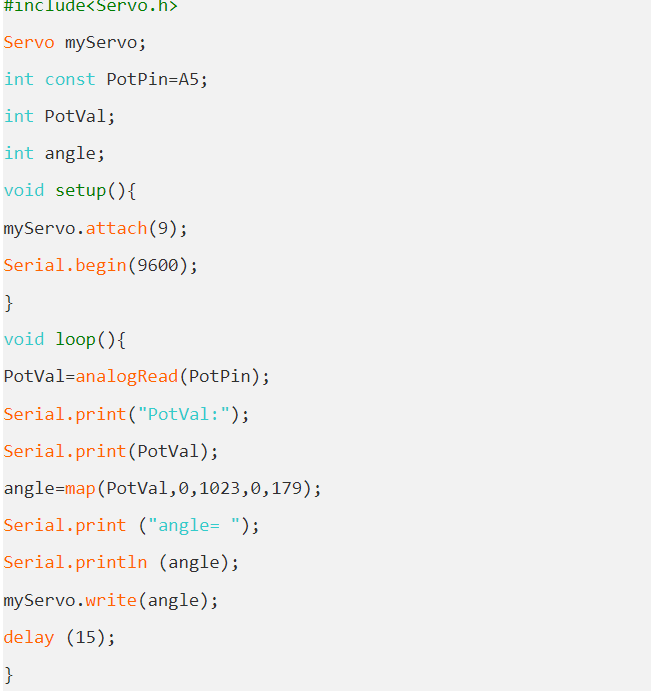 #include<Servo.h>
Servo myServo;
int const PotPin=A5;
int PotVal;
int angle;
void setup(){
myServo.attach(9);
Serial.begin(9600);
}
void loop(){
PotVal=analogRead(PotPin);
Serial.print("PotVal:");
Serial.print(PotVal);
angle=map(PotVal,0,1023,0,179);
Serial.print ("angle= ");
Serial.println (angle);
myServo.write(angle);
delay (15);
}